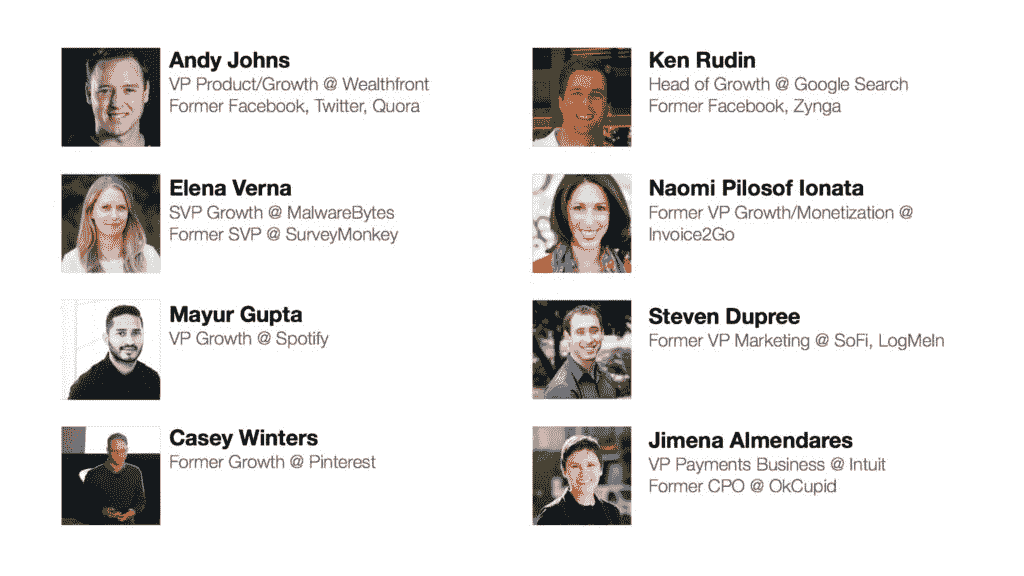 Andy Johns
VP Product/Growth @ Wealthfront
Former Facebook, Twitter, Quora
Elena Verna
SVP Growth @ MalwareBytes
Former SVP @ SurveyMonkey
Mayur Gupta
VP Growth @ Spotify
Casey Winters
Former Growth @ Pinterest
Ken Rudin
Head of Growth @ Google Search
Former Facebook, Zynga
Naomi Pilosof Ionata
Former VP Growth/Monetization @
Invoice2Go
Steven Dupree
Former VP Marketing @ SoFi, LogMeIn
Jimena Almendares
VP Payments Business @ Intuit
Former CPO @ OkCupid